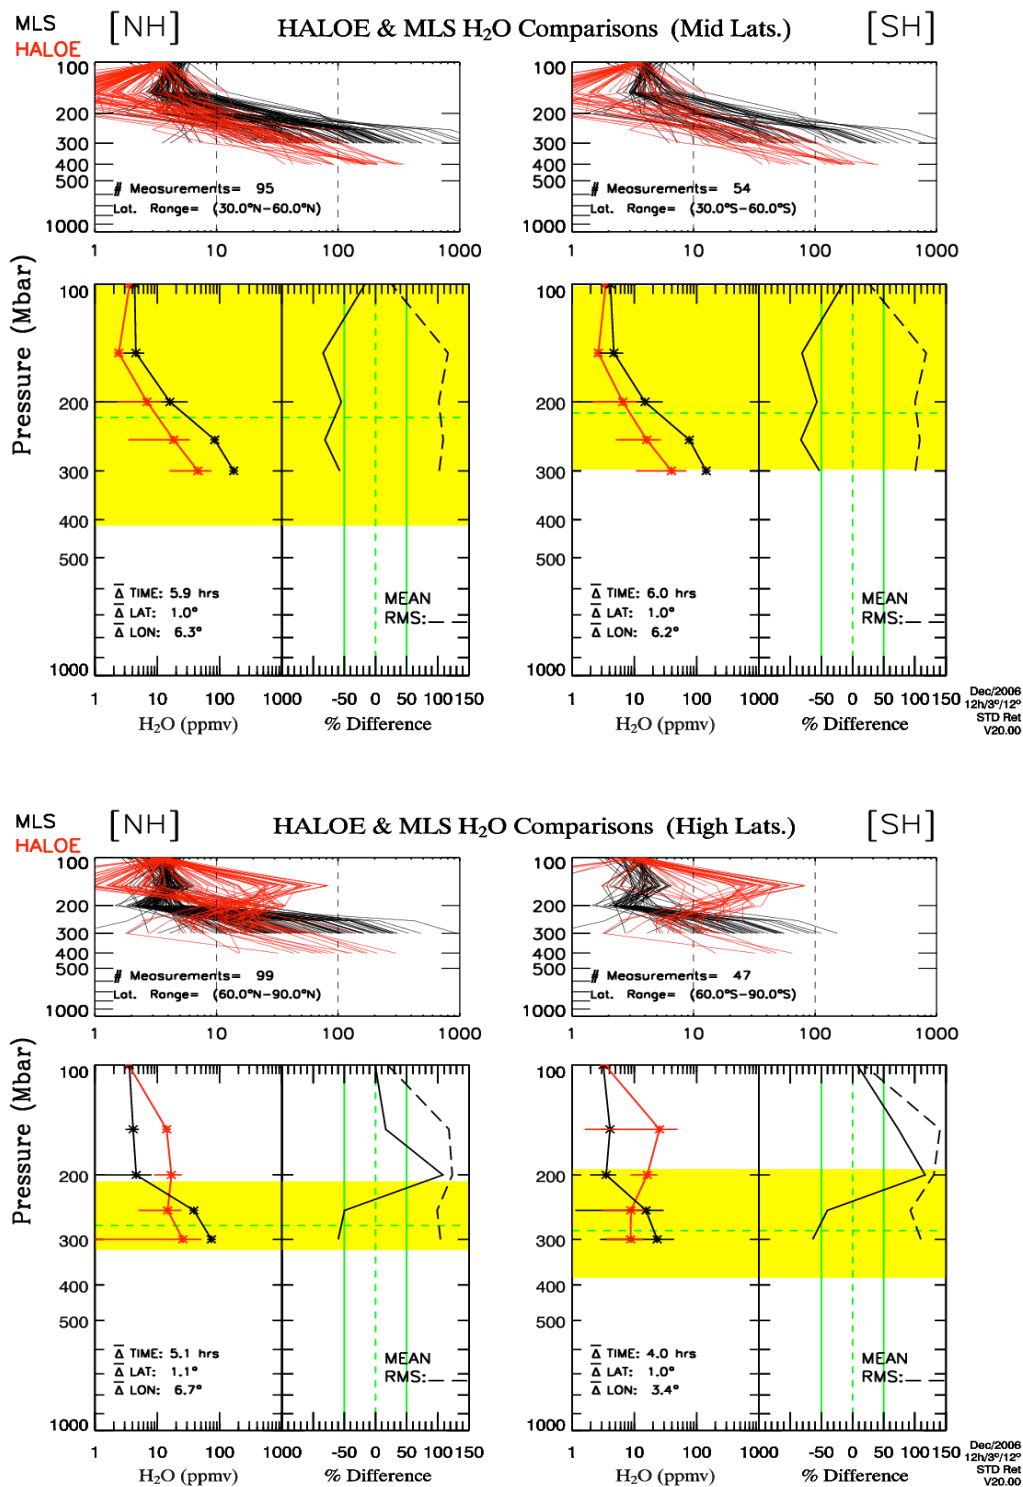 MLS [NH] HALOE & MLS H₂O Comparisons (Mid Lats.) [SH]
HALOE
100 100
200 200
300 300
400 400
500 500
# Measurements= 95 # Measurements= 54
Lat. Range= (30.0°N-60.0°N) Lat. Range= (30.0°S-60.0°S)
1000 1000
1 10 100 1000 1 10 100 1000
Pressure (Mbar)
100 100
200 200
300 300
400 400
500 500
Δ TIME: 5.9 hrs MEAN Δ TIME: 6.0 hrs MEAN
Δ LAT: 1.0° RMS: Δ LAT: 1.0° RMS:
Δ LON: 6.3° Δ LON: 6.2°
1000 1000
1 10 100 1000 -50 0 50 100 150 1 10 100 1000 -50 0 50 100 150
H₂O (ppmv) % Difference H₂O (ppmv) % Difference
Dec/2006
12h/3°/12°
STD Ret
V20.00
MLS [NH] HALOE & MLS H₂O Comparisons (High Lats.) [SH]
HALOE
100 100
200 200
300 300
400 400
500 500
# Measurements= 99 # Measurements= 47
Lat. Range= (60.0°N-90.0°N) Lat. Range= (60.0°S-90.0°S)
1000 1000
1 10 100 1000 1 10 100 1000
Pressure (Mbar)
100 100
200 200
300 300
400 400
500 500
Δ TIME: 5.1 hrs MEAN Δ TIME: 4.0 hrs MEAN
Δ LAT: 1.1° RMS: Δ LAT: 1.0° RMS:
Δ LON: 6.7° Δ LON: 3.4°
1000 1000
1 10 100 1000 -50 0 50 100 150 1 10 100 1000 -50 0 50 100 150
H₂O (ppmv) % Difference H₂O (ppmv) % Difference
Dec/2006
12h/3°/12°
STD Ret
V20.00